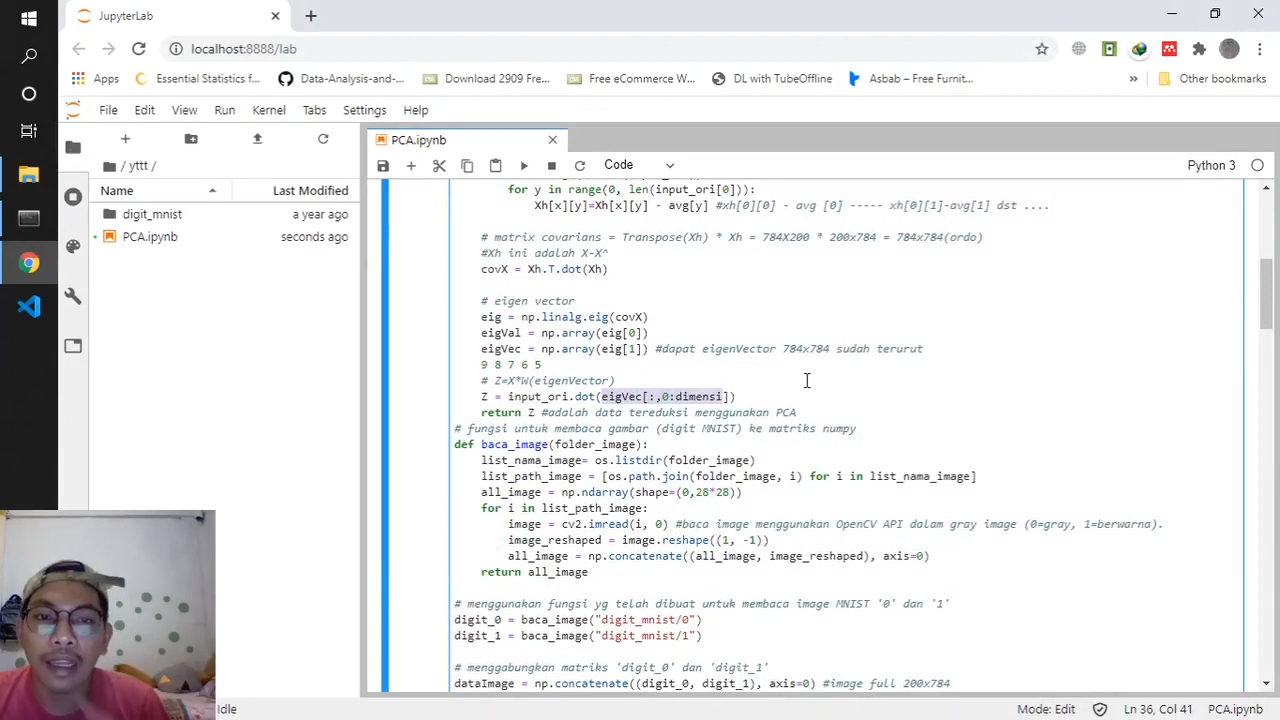 JupyterLab
localhost:8888/lab
Apps
Essential Statistics f...
Data-Analysis-and-...
Download 2909 Fre...
Free eCommerce W...
DL with TubeOffline
Asbab – Free Furnit...
»
Other bookmarks
File Edit View Run Kernel Tabs Settings Help
PCA.ipynb
Code
Python 3
/ yttt /
Name Last Modified
digit_mnist a year ago
PCA.ipynb seconds ago
for y in range(0, len(input_ori[0])):
Xh[x][y]=Xh[x][y] - avg[y] #xh[0][0] - avg [0] ----- xh[0][1]-avg[1] dst ....
# matrix covarians = Transpose(Xh) * Xh = 784X200 * 200x784 = 784x784(ordo)
#Xh ini adalah X-X^
covX = Xh.T.dot(Xh)
# eigen vector
eig = np.linalg.eig(covX)
eigVal = np.array(eig[0])
eigVec = np.array(eig[1]) #dapat eigenVector 784x784 sudah terurut
9 8 7 6 5
# Z=X*W(eigenVector)
Z = input_ori.dot(eigVec[:,0:dimensi])
return Z #adalah data tereduksi menggunakan PCA
# fungsi untuk membaca gambar (digit MNIST) ke matriks numpy
def baca_image(folder_image):
list_nama_image= os.listdir(folder_image)
list_path_image = [os.path.join(folder_image, i) for i in list_nama_image]
all_image = np.ndarray(shape=(0,28*28))
for i in list_path_image:
image = cv2.imread(i, 0) #baca image menggunakan OpenCV API dalam gray image (0=gray, 1=berwarna).
image_reshaped = image.reshape((1, -1))
all_image = np.concatenate((all_image, image_reshaped), axis=0)
return all_image
# menggunakan fungsi yg telah dibuat untuk membaca image MNIST '0' dan '1'
digit_0 = baca_image("digit_mnist/0")
digit_1 = baca_image("digit_mnist/1")
# menggabungkan matriks 'digit_0' dan 'digit_1'
dataImage = np.concatenate((digit_0, digit_1), axis=0) #image full 200x784
Idle
Mode: Edit
Ln 36, Col 41
PCA.ipynb